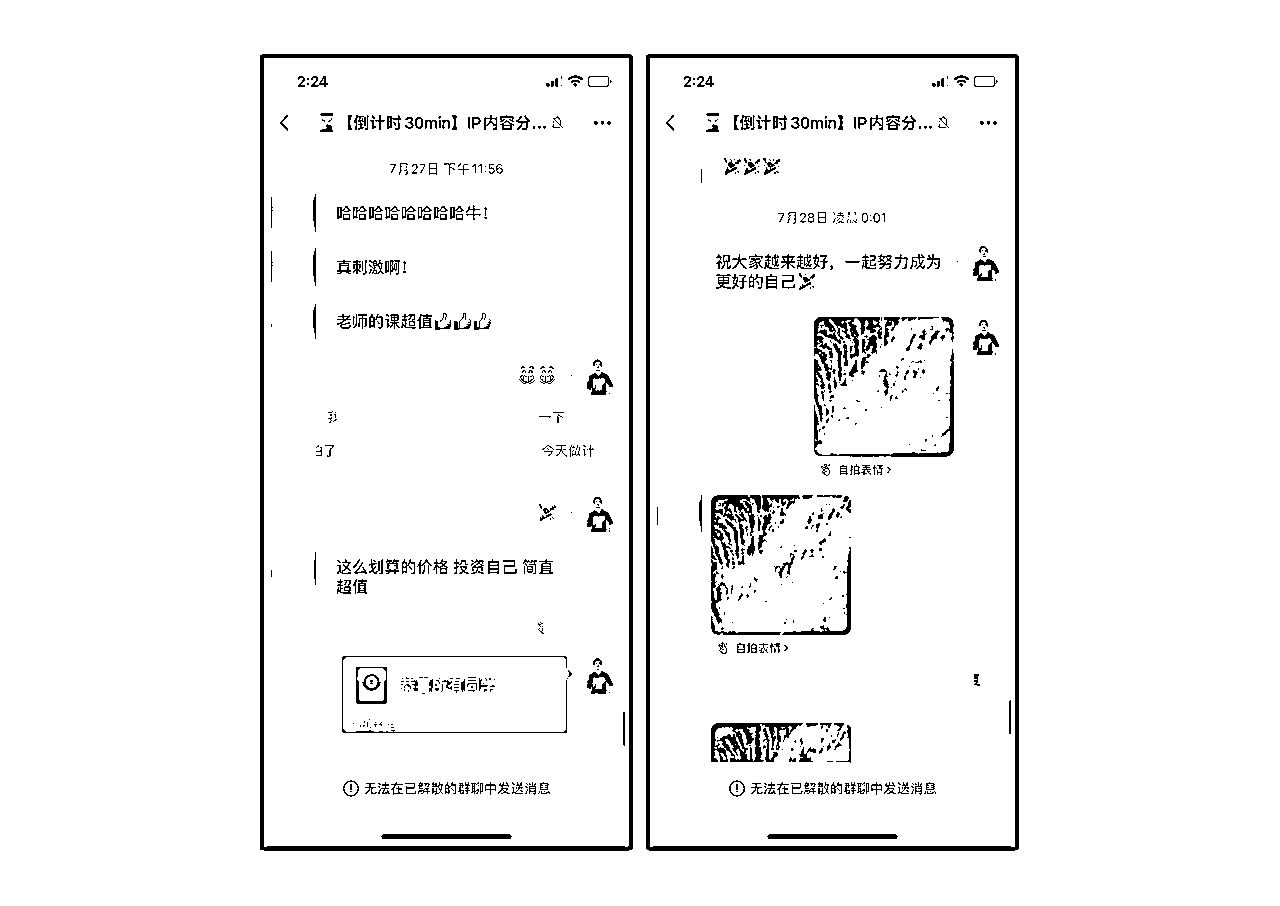 2:24
【倒计时30min】IP内容分...
7月27日 下午11:56
哈哈哈哈哈哈哈哈牛！
真刺激啊！
老师的课超值👍👍👍
一下
今天做计
这么划算的价格 投资自己 简直
超值
无法在已解散的群聊中发送消息
2:24
【倒计时30min】IP内容分...
7月28日 凌晨 0:01
祝大家越来越好，一起努力成为
更好的自己
自拍表情>
自拍表情>
无法在已解散的群聊中发送消息